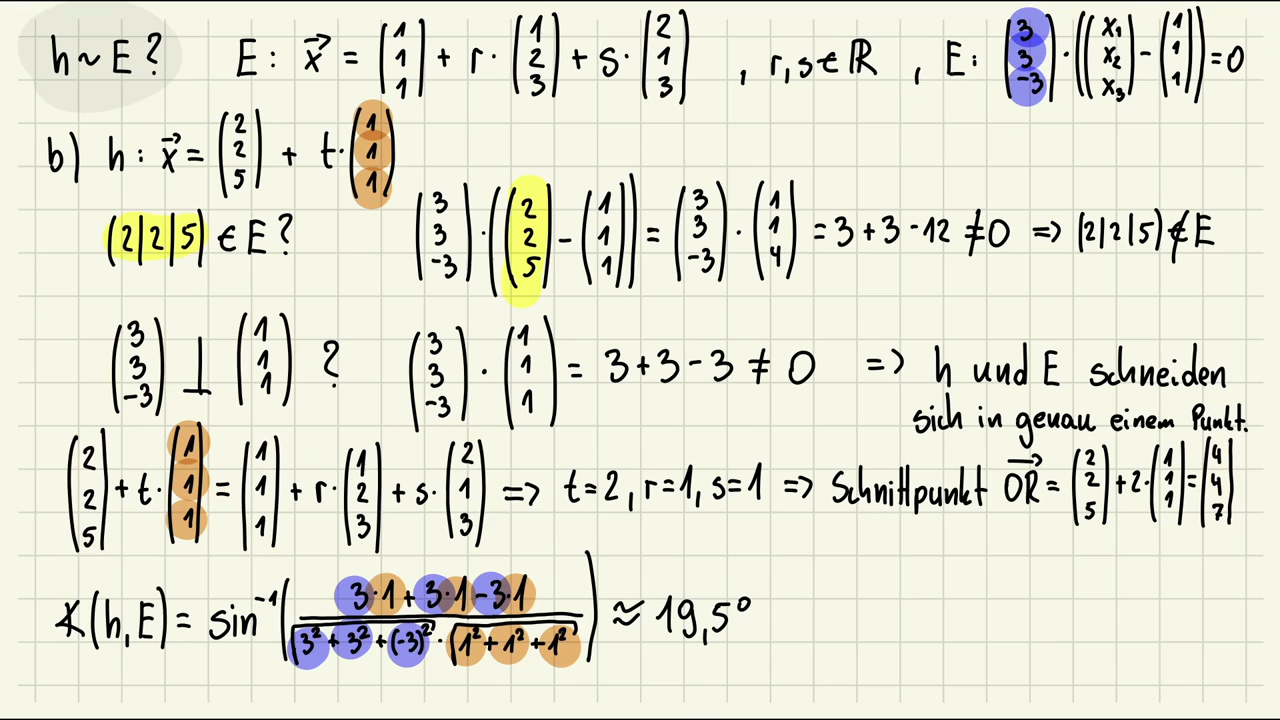 h ~ E ? E : x⃗ = (1 1 1) + r · (1 2 3) + s · (2 1 3) , r, s ∈ ℝ , E : (3 3 -3) · ((x₁ x₂ x₃) - (1 1 1)) = 0
b) h : x⃗ = (2 2 5) + t · (1 1 1)
(2|2|5) ∈ E ? (3 3 -3) · ((2 2 5) - (1 1 1)) = (3 3 -3) · (1 1 4) = 3 + 3 - 12 ≠ 0 => (2|2|5) ∉ E
(3 3 -3) ⊥ (1 1 1) ? (3 3 -3) · (1 1 1) = 3 + 3 - 3 ≠ 0 => h und E schneiden
sich in genau einem Punkt.
(2 2 5) + t · (1 1 1) = (1 1 1) + r · (1 2 3) + s · (2 1 3) => t = 2, r = 1, s = 1 => Schnittpunkt OR⃗ = (2 2 5) + 2 · (1 1 1) = (4 4 7)
∡(h, E) = sin⁻¹( (3·1 + 3·1 - 3·1) / (√(3² + 3² + (-3)²) · √(1² + 1² + 1²)) ) ≈ 19,5°